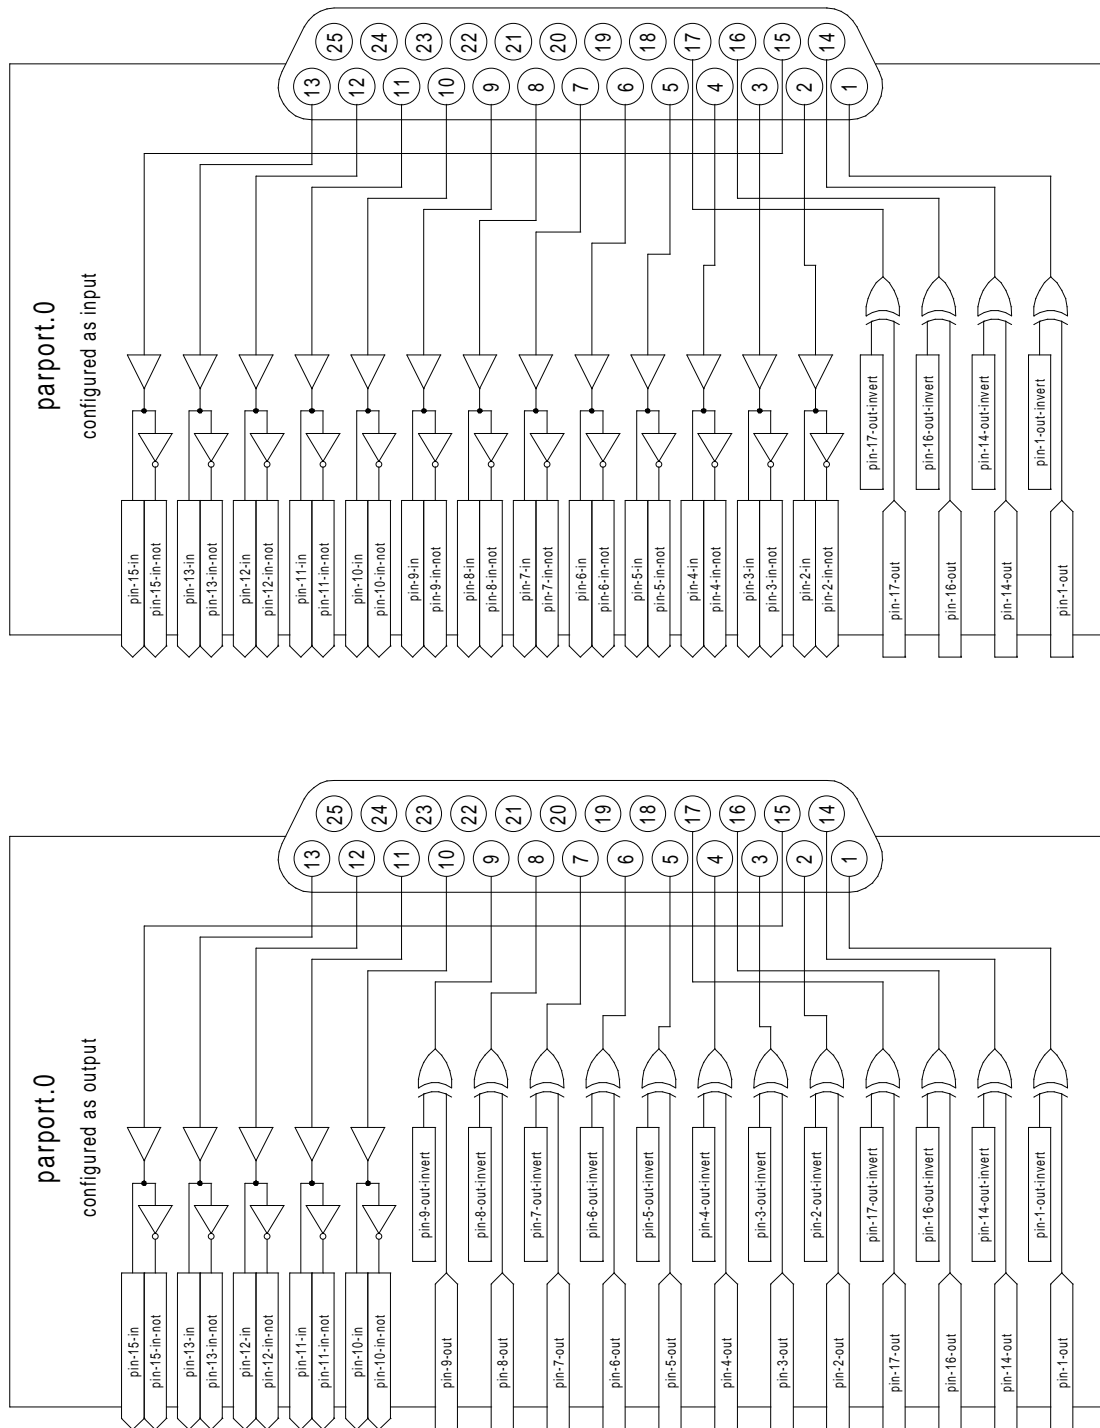 25
24
23
22
21
20
19
18
17
16
15
14
13
12
11
10
9
8
7
6
5
4
3
2
1
parport.0
configured as input
pin-17-out-invert
pin-16-out-invert
pin-14-out-invert
pin-1-out-invert
pin-15-in
pin-15-in-not
pin-13-in
pin-13-in-not
pin-12-in
pin-12-in-not
pin-11-in
pin-11-in-not
pin-10-in
pin-10-in-not
pin-9-in
pin-9-in-not
pin-8-in
pin-8-in-not
pin-7-in
pin-7-in-not
pin-6-in
pin-6-in-not
pin-5-in
pin-5-in-not
pin-4-in
pin-4-in-not
pin-3-in
pin-3-in-not
pin-2-in
pin-2-in-not
pin-17-out
pin-16-out
pin-14-out
pin-1-out
25
24
23
22
21
20
19
18
17
16
15
14
13
12
11
10
9
8
7
6
5
4
3
2
1
parport.0
configured as output
pin-9-out-invert
pin-8-out-invert
pin-7-out-invert
pin-6-out-invert
pin-5-out-invert
pin-4-out-invert
pin-3-out-invert
pin-2-out-invert
pin-17-out-invert
pin-16-out-invert
pin-14-out-invert
pin-1-out-invert
pin-15-in
pin-15-in-not
pin-13-in
pin-13-in-not
pin-12-in
pin-12-in-not
pin-11-in
pin-11-in-not
pin-10-in
pin-10-in-not
pin-9-out
pin-8-out
pin-7-out
pin-6-out
pin-5-out
pin-4-out
pin-3-out
pin-2-out
pin-17-out
pin-16-out
pin-14-out
pin-1-out